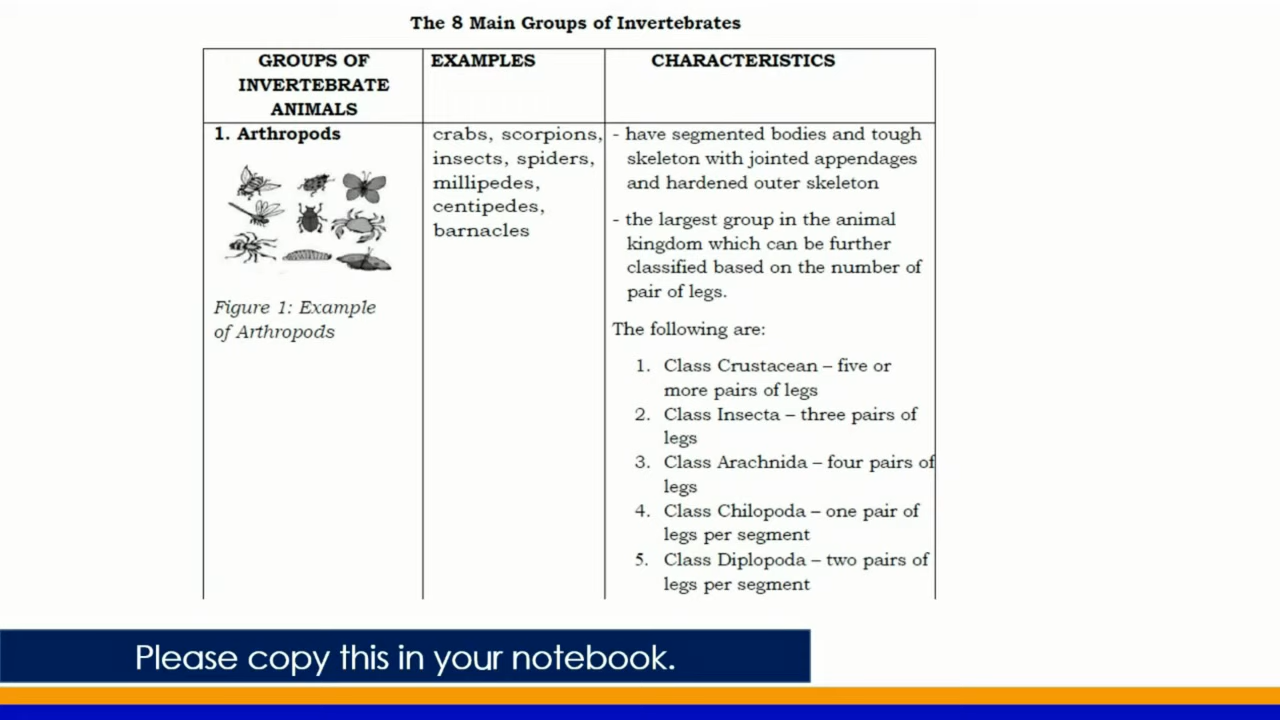 The 8 Main Groups of Invertebrates
GROUPS OF
INVERTEBRATE
ANIMALS
EXAMPLES
CHARACTERISTICS
1. Arthropods
Figure 1: Example
of Arthropods
crabs, scorpions,
insects, spiders,
millipedes,
centipedes,
barnacles
- have segmented bodies and tough
skeleton with jointed appendages
and hardened outer skeleton
- the largest group in the animal
kingdom which can be further
classified based on the number of
pair of legs.
The following are:
1. Class Crustacean – five or
more pairs of legs
2. Class Insecta – three pairs of
legs
3. Class Arachnida – four pairs of
legs
4. Class Chilopoda – one pair of
legs per segment
5. Class Diplopoda – two pairs of
legs per segment
Please copy this in your notebook.